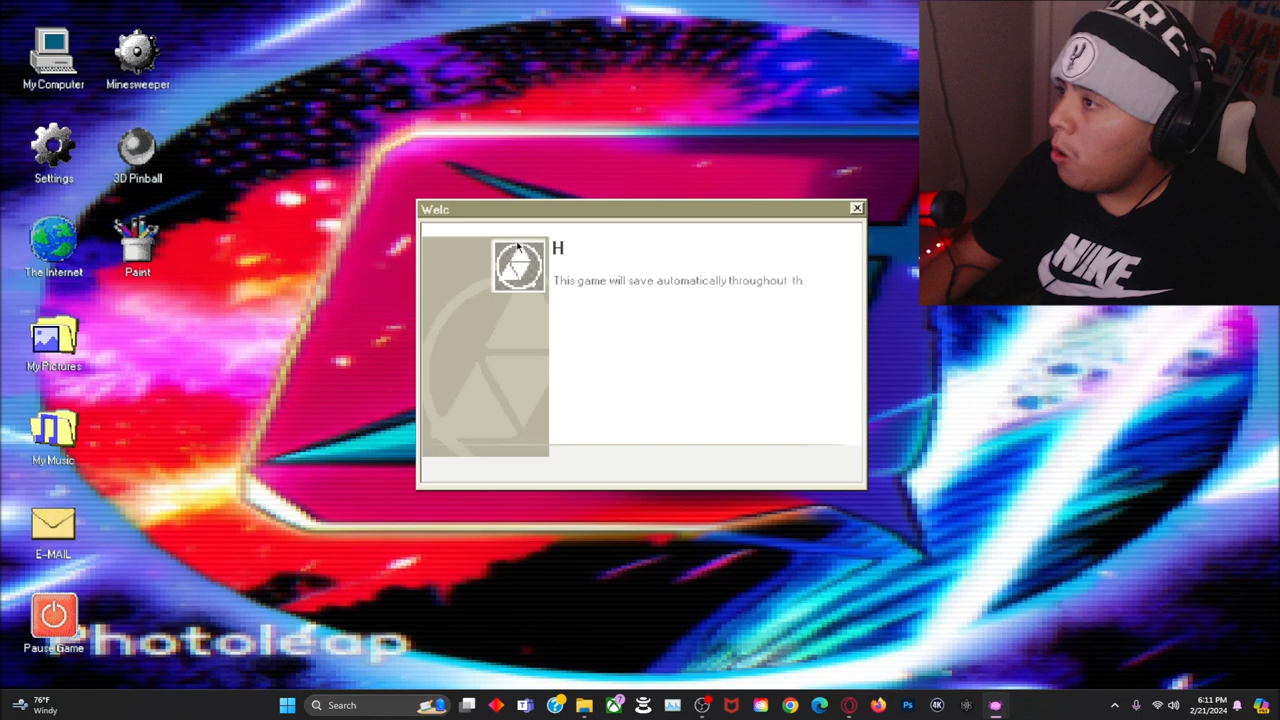 My Computer
Minesweeper
Settings
3D Pinball
The Internet
Paint
My Pictures
My Music
E-MAIL
Pause Game
Photoleap
Welc
H
This game will save automatically throughout th
NIKE
76°F
Windy
Search
6:11 PM
2/21/2024